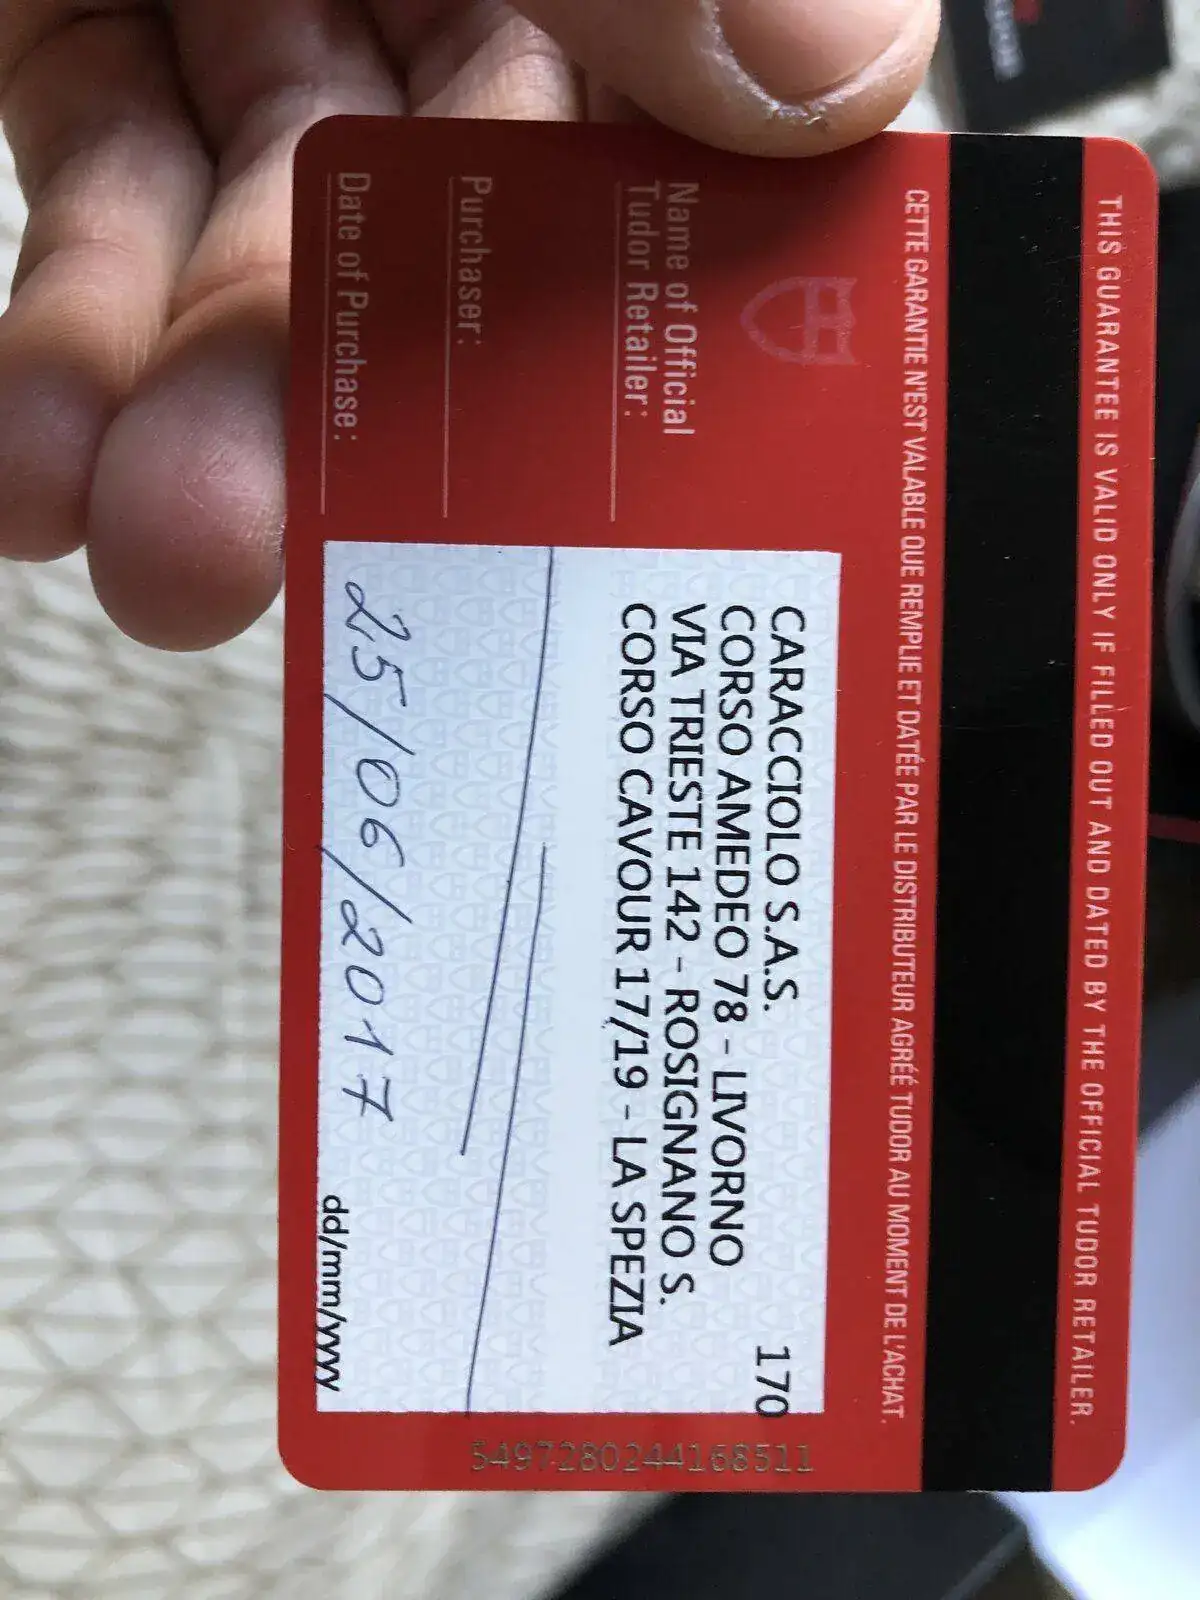 THIS GUARANTEE IS VALID ONLY IF FILLED OUT AND DATED BY THE OFFICIAL TUDOR RETAILER.
CETTE GARANTIE N'EST VALABLE QUE REMPLIE ET DATÉE PAR LE DISTRIBUTEUR AGRÉÉ TUDOR AU MOMENT DE L'ACHAT.
170
CARACCIOLO S.A.S.
CORSO AMEDEO 78 - LIVORNO
VIA TRIESTE 142 - ROSIGNANO S.
CORSO CAVOUR 17/19 - LA SPEZIA
Name of Official
Tudor Retailer:
Purchaser:
Date of Purchase:
25/06/2017
dd/mm/yyyy
5497280244168511